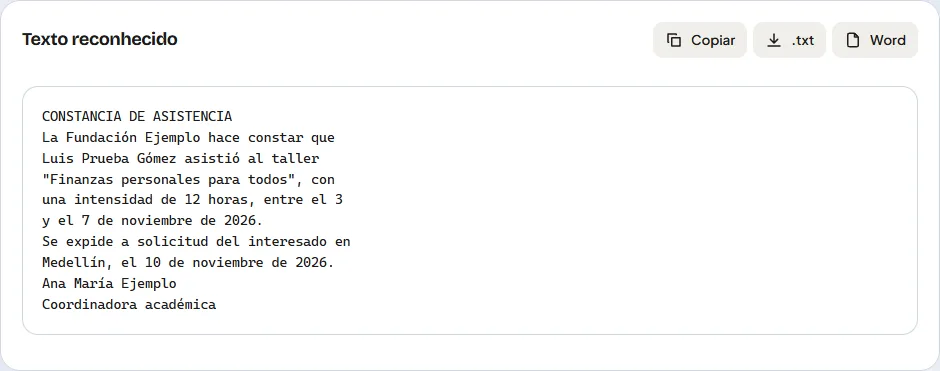 Texto reconhecido
Copiar
.txt
Word
CONSTANCIA DE ASISTENCIA
La Fundación Ejemplo hace constar que
Luis Prueba Gómez asistió al taller
"Finanzas personales para todos", con
una intensidad de 12 horas, entre el 3
y el 7 de noviembre de 2026.
Se expide a solicitud del interesado en
Medellín, el 10 de noviembre de 2026.
Ana María Ejemplo
Coordinadora académica